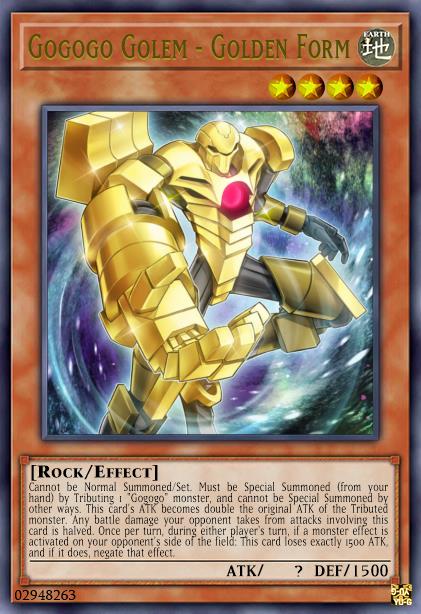 Gogogo Golem - Golden Form
EARTH
地
[Rock/Effect]
Cannot be Normal Summoned/Set. Must be Special Summoned (from your
hand) by Tributing 1 "Gogogo" monster, and cannot be Special Summoned by
other ways. This card's ATK becomes double the original ATK of the Tributed
monster. Any battle damage your opponent takes from attacks involving this
card is halved. Once per turn, during either player's turn, if a monster effect is
activated on your opponent's side of the field: This card loses exactly 1500 ATK,
and if it does, negate that effect.
ATK/ ? DEF/1500
02948263